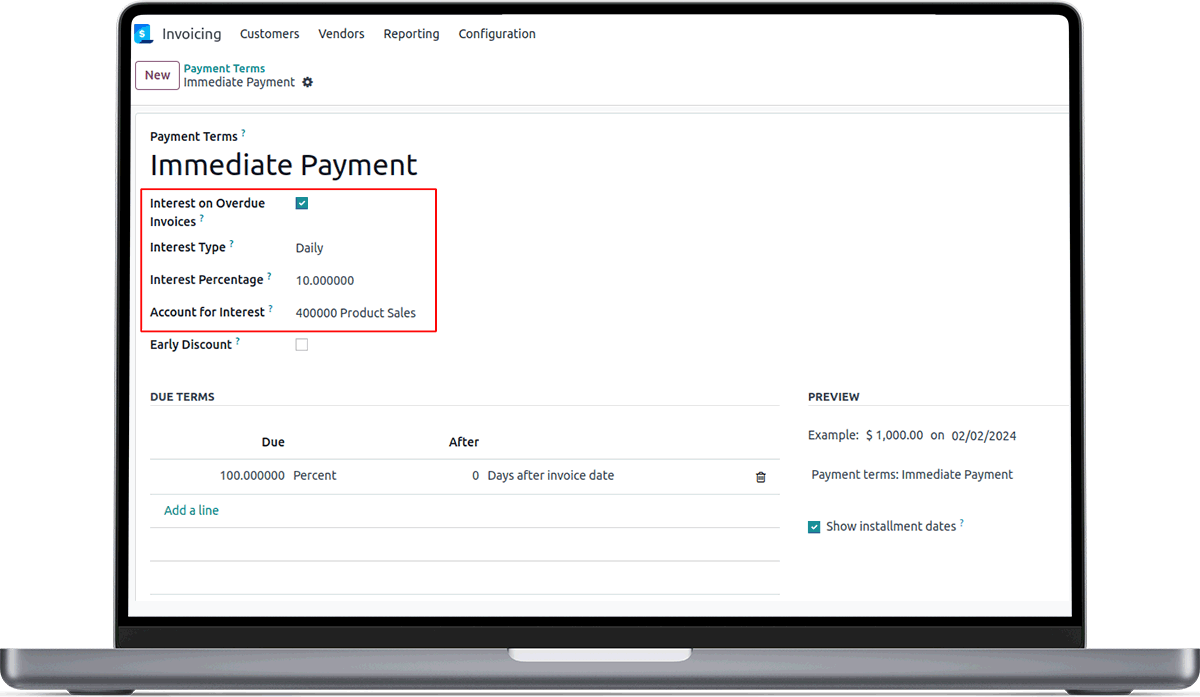 Invoicing Customers Vendors Reporting Configuration
New
Payment Terms
Immediate Payment
Payment Terms ?
Immediate Payment
Interest on Overdue
Invoices ?
Interest Type ? Daily
Interest Percentage ? 10.000000
Account for Interest ? 400000 Product Sales
Early Discount ?
DUE TERMS
Due After
100.000000 Percent 0 Days after invoice date
Add a line
PREVIEW
Example: $ 1,000.00 on 02/02/2024
Payment terms: Immediate Payment
Show installment dates ?